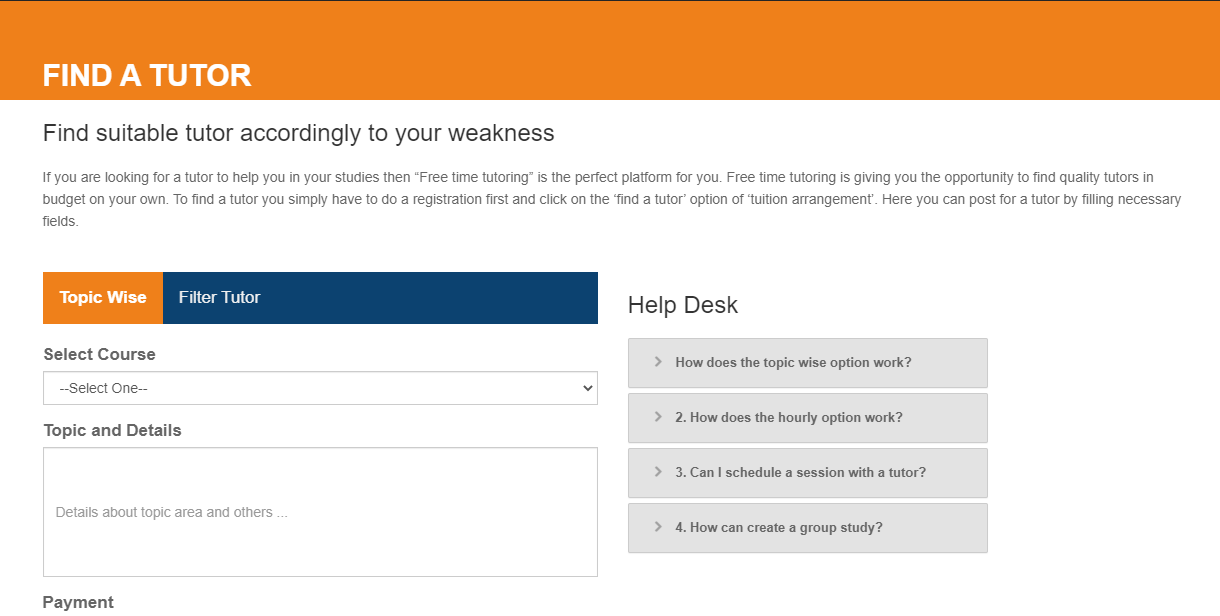 FIND A TUTOR
Find suitable tutor accordingly to your weakness
If you are looking for a tutor to help you in your studies then “Free time tutoring” is the perfect platform for you. Free time tutoring is giving you the opportunity to find quality tutors in
budget on your own. To find a tutor you simply have to do a registration first and click on the ‘find a tutor’ option of ‘tuition arrangement’. Here you can post for a tutor by filling necessary
fields.
Topic Wise
Filter Tutor
Select Course
--Select One--
Topic and Details
Details about topic area and others ...
Payment
Help Desk
How does the topic wise option work?
2. How does the hourly option work?
3. Can I schedule a session with a tutor?
4. How can create a group study?